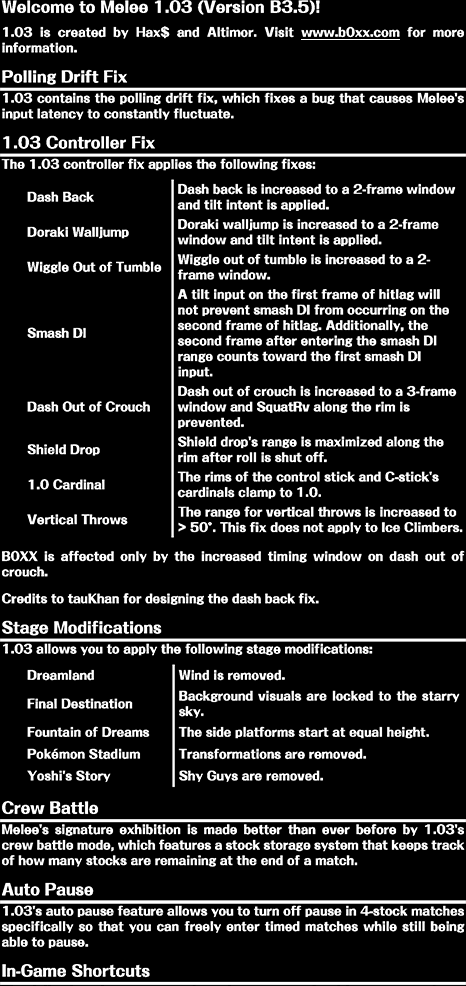 Welcome to Melee 1.03 (Version B3.5)!
1.03 is created by Hax$ and Altimor. Visit www.b0xx.com for more
information.
Polling Drift Fix
1.03 contains the polling drift fix, which fixes a bug that causes Melee's
input latency to constantly fluctuate.
1.03 Controller Fix
The 1.03 controller fix applies the following fixes:
Dash Back
Dash back is increased to a 2-frame window
and tilt intent is applied.
Doraki Walljump
Doraki walljump is increased to a 2-frame
window and tilt intent is applied.
Wiggle Out of Tumble
Wiggle out of tumble is increased to a 2-
frame window.
Smash DI
A tilt input on the first frame of hitlag will
not prevent smash DI from occurring on the
second frame of hitlag. Additionally, the
second frame after entering the smash DI
range counts toward the first smash DI
input.
Dash Out of Crouch
Dash out of crouch is increased to a 3-frame
window and SquatRv along the rim is
prevented.
Shield Drop
Shield drop's range is maximized along the
rim after roll is shut off.
1.0 Cardinal
The rims of the control stick and C-stick's
cardinals clamp to 1.0.
Vertical Throws
The range for vertical throws is increased to
> 50°. This fix does not apply to Ice Climbers.
B0XX is affected only by the increased timing window on dash out of
crouch.
Credits to tauKhan for designing the dash back fix.
Stage Modifications
1.03 allows you to apply the following stage modifications:
Dreamland
Wind is removed.
Final Destination
Background visuals are locked to the starry
sky.
Fountain of Dreams
The side platforms start at equal height.
Pokémon Stadium
Transformations are removed.
Yoshi's Story
Shy Guys are removed.
Crew Battle
Melee's signature exhibition is made better than ever before by 1.03's
crew battle mode, which features a stock storage system that keeps track
of how many stocks are remaining at the end of a match.
Auto Pause
1.03's auto pause feature allows you to turn off pause in 4-stock matches
specifically so that you can freely enter timed matches while still being
able to pause.
In-Game Shortcuts